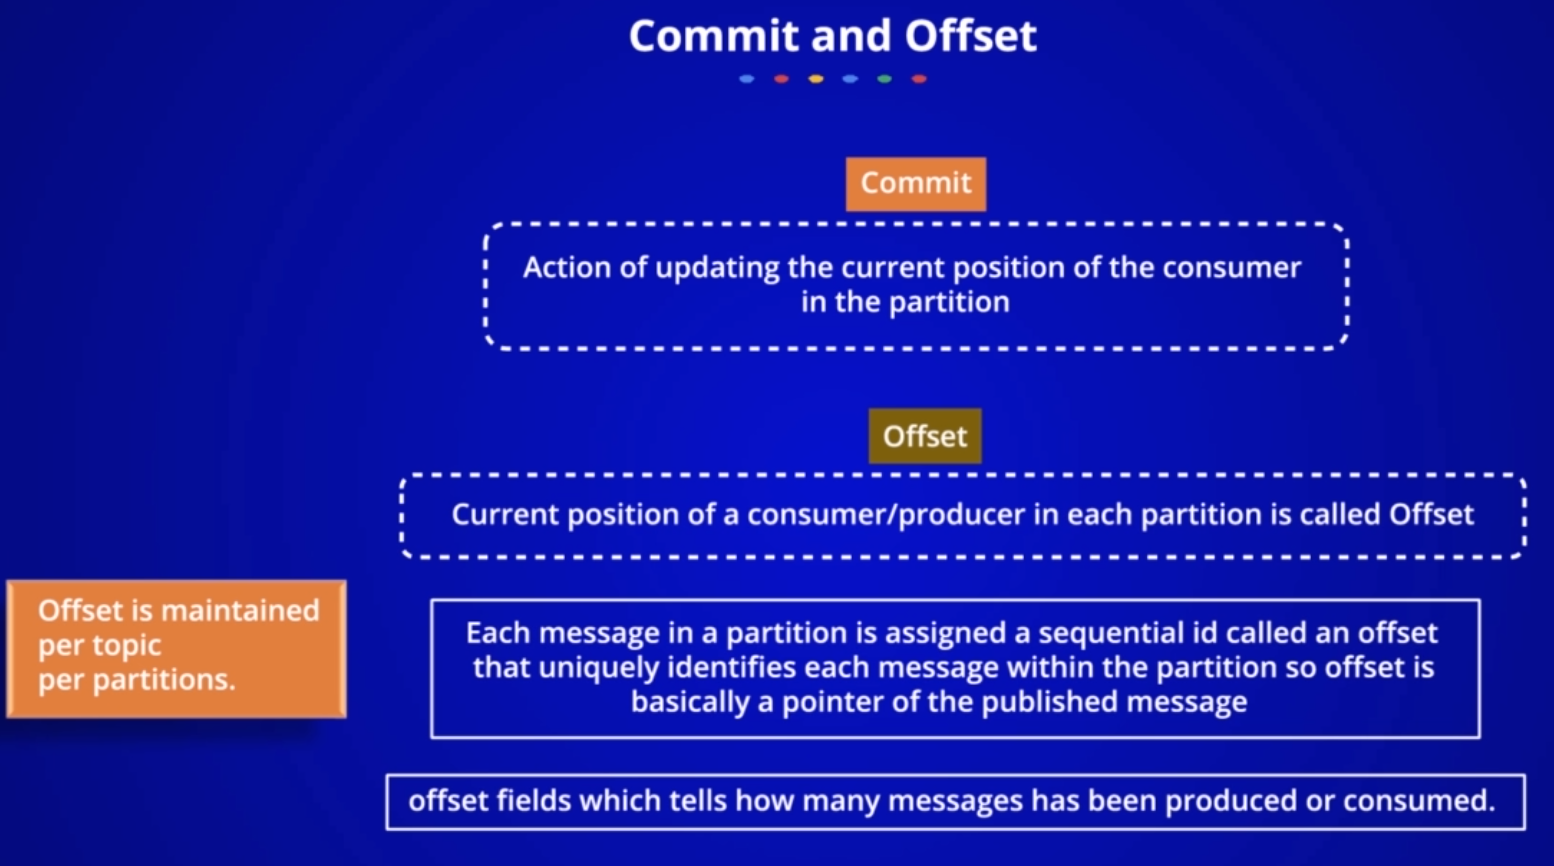 Commit and Offset
Commit
Action of updating the current position of the consumer
in the partition
Offset
Current position of a consumer/producer in each partition is called Offset
Offset is maintained
per topic
per partitions.
Each message in a partition is assigned a sequential id called an offset
that uniquely identifies each message within the partition so offset is
basically a pointer of the published message
offset fields which tells how many messages has been produced or consumed.